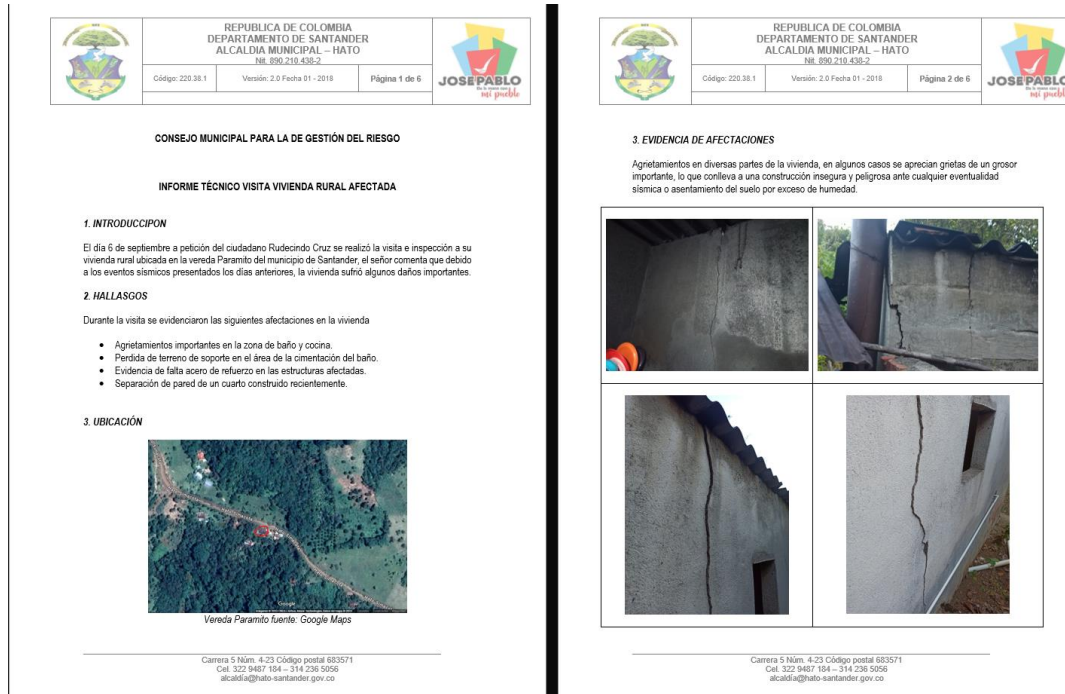 REPUBLICA DE COLOMBIA
DEPARTAMENTO DE SANTANDER
ALCALDIA MUNICIPAL – HATO
Nit. 890.210.438-2
Código: 220.38.1
Versión: 2.0 Fecha 01 - 2018
Página 1 de 6
JOSE PABLO
mi pueblo
CONSEJO MUNICIPAL PARA LA DE GESTIÓN DEL RIESGO
INFORME TÉCNICO VISITA VIVIENDA RURAL AFECTADA
1. INTRODUCCIPON
El día 6 de septiembre a petición del ciudadano Rudecindo Cruz se realizó la visita e inspección a su
vivienda rural ubicada en la vereda Paramito del municipio de Santander, el señor comenta que debido
a los eventos sísmicos presentados los días anteriores, la vivienda sufrió algunos daños importantes.
2. HALLASGOS
Durante la visita se evidenciaron las siguientes afectaciones en la vivienda
• Agrietamientos importantes en la zona de baño y cocina.
• Perdida de terreno de soporte en el área de la cimentación del baño.
• Evidencia de falta acero de refuerzo en las estructuras afectadas.
• Separación de pared de un cuarto construido recientemente.
3. UBICACIÓN
Google
Vereda Paramito fuente: Google Maps
Carrera 5 Núm. 4-23 Código postal 683571
Cel. 322 9487 184 – 314 236 5056
alcaldía@hato-santander.gov.co
REPUBLICA DE COLOMBIA
DEPARTAMENTO DE SANTANDER
ALCALDIA MUNICIPAL – HATO
Nit. 890.210.438-2
Código: 220.38.1
Versión: 2.0 Fecha 01 - 2018
Página 2 de 6
JOSE PABLO
mi pueblo
3. EVIDENCIA DE AFECTACIONES
Agrietamientos en diversas partes de la vivienda, en algunos casos se aprecian grietas de un grosor
importante, lo que conlleva a una construcción insegura y peligrosa ante cualquier eventualidad
sísmica o asentamiento del suelo por exceso de humedad.
Carrera 5 Núm. 4-23 Código postal 683571
Cel. 322 9487 184 – 314 236 5056
alcaldía@hato-santander.gov.co